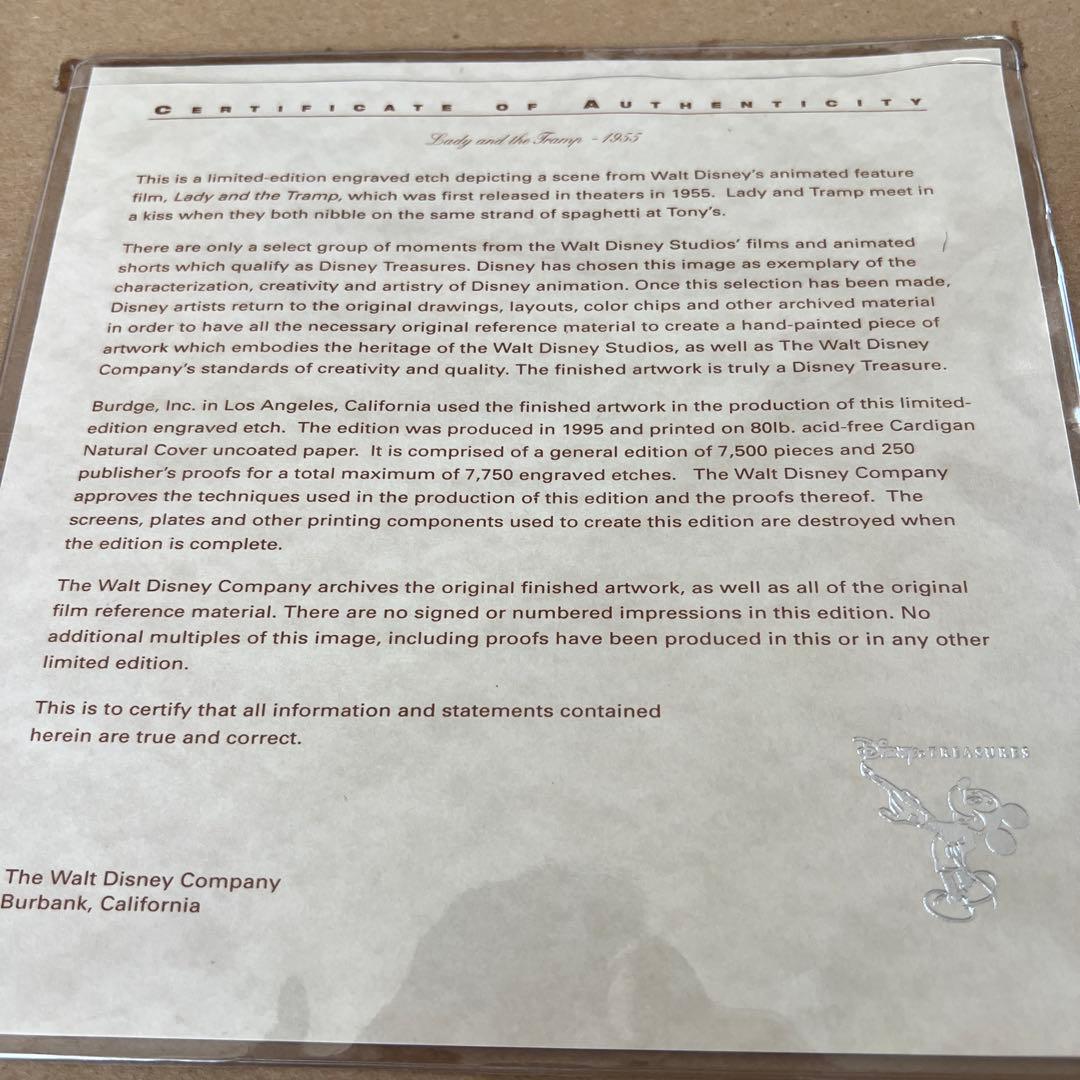 CERTIFICATE OF AUTHENTICITY
Lady and the Tramp - 1955
This is a limited-edition engraved etch depicting a scene from Walt Disney's animated feature
film, Lady and the Tramp, which was first released in theaters in 1955. Lady and Tramp meet in
a kiss when they both nibble on the same strand of spaghetti at Tony's.
There are only a select group of moments from the Walt Disney Studios' films and animated
shorts which qualify as Disney Treasures. Disney has chosen this image as exemplary of the
characterization, creativity and artistry of Disney animation. Once this selection has been made,
Disney artists return to the original drawings, layouts, color chips and other archived material
in order to have all the necessary original reference material to create a hand-painted piece of
artwork which embodies the heritage of the Walt Disney Studios, as well as The Walt Disney
Company's standards of creativity and quality. The finished artwork is truly a Disney Treasure.
Burdge, Inc. in Los Angeles, California used the finished artwork in the production of this limited-
edition engraved etch. The edition was produced in 1995 and printed on 80lb. acid-free Cardigan
Natural Cover uncoated paper. It is comprised of a general edition of 7,500 pieces and 250
publisher's proofs for a total maximum of 7,750 engraved etches. The Walt Disney Company
approves the techniques used in the production of this edition and the proofs thereof. The
screens, plates and other printing components used to create this edition are destroyed when
the edition is complete.
The Walt Disney Company archives the original finished artwork, as well as all of the original
film reference material. There are no signed or numbered impressions in this edition. No
additional multiples of this image, including proofs have been produced in this or in any other
limited edition.
This is to certify that all information and statements contained
herein are true and correct.
Disney TREASURES
The Walt Disney Company
Burbank, California